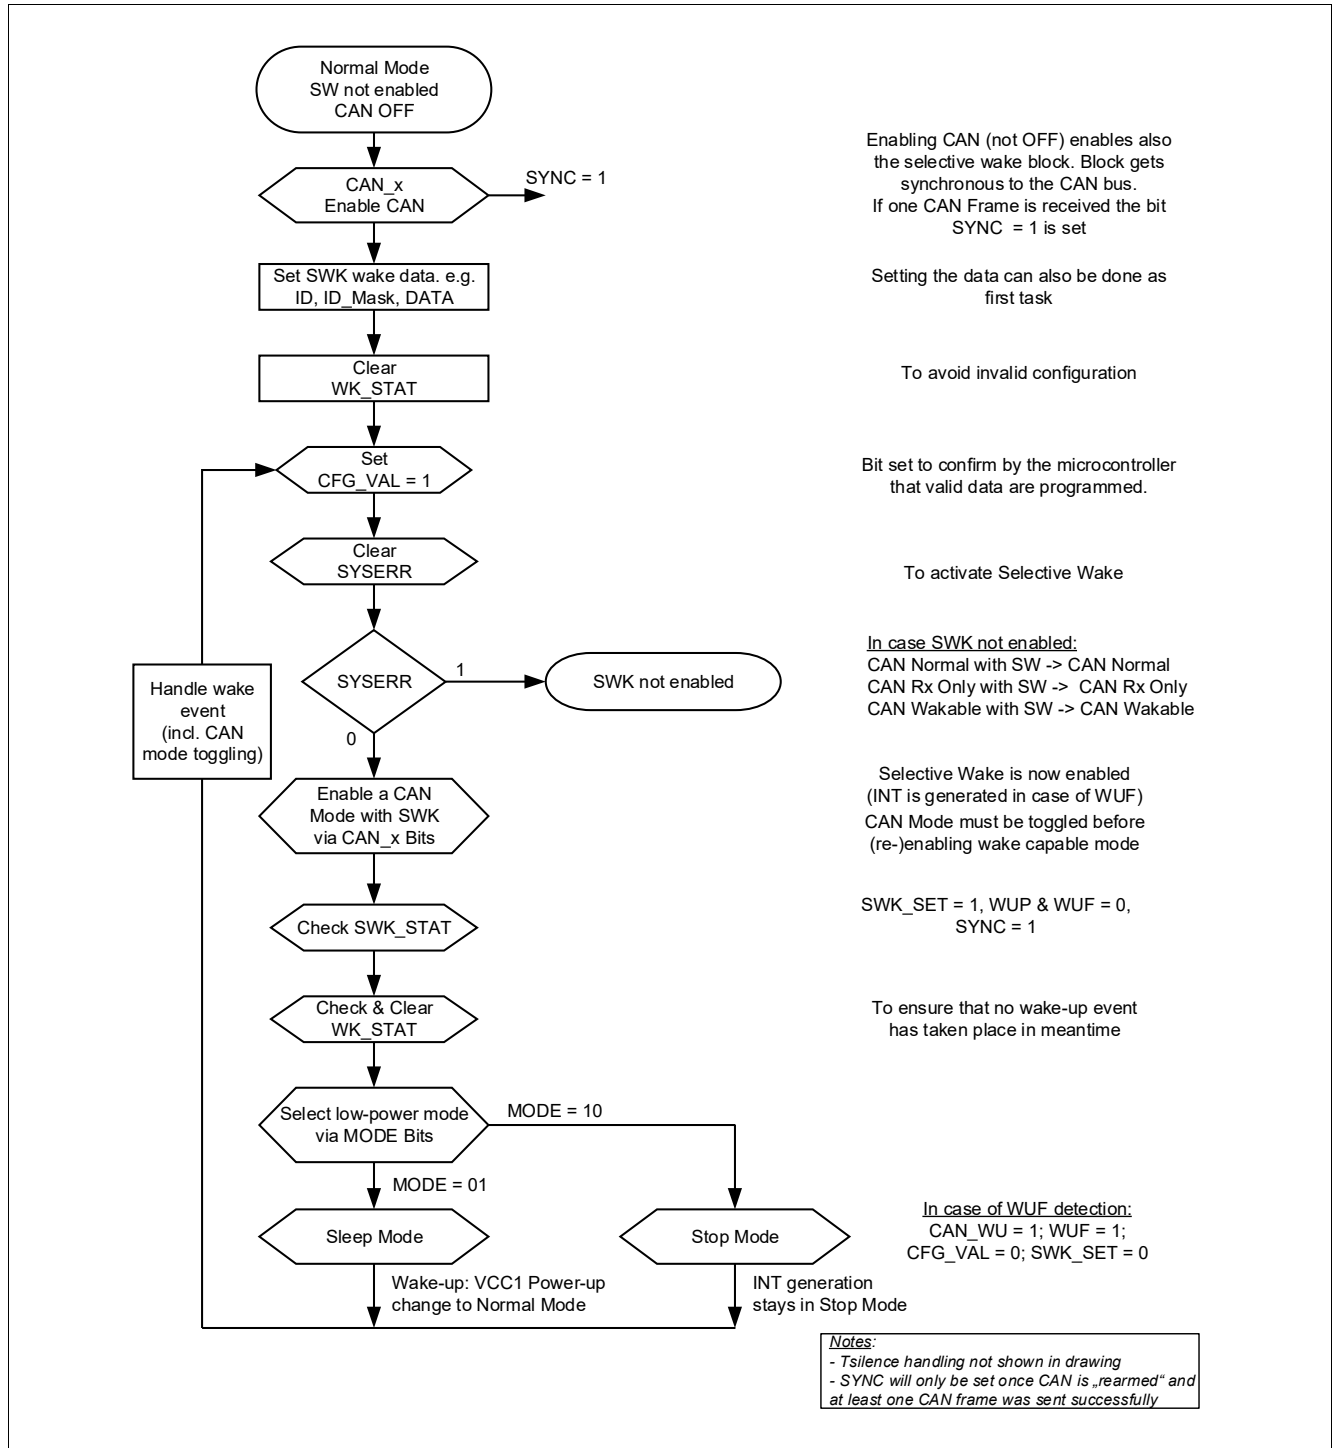 Normal Mode
SW not enabled
CAN OFF
Enabling CAN (not OFF) enables also
the selective wake block. Block gets
synchronous to the CAN bus.
If one CAN Frame is received the bit
SYNC = 1 is set
CAN_x
Enable CAN
SYNC = 1
Set SWK wake data. e.g.
ID, ID_Mask, DATA
Setting the data can also be done as
first task
Clear
WK_STAT
To avoid invalid configuration
Set
CFG_VAL = 1
Bit set to confirm by the microcontroller
that valid data are programmed.
Clear
SYSERR
To activate Selective Wake
SYSERR
1
0
SWK not enabled
In case SWK not enabled:
CAN Normal with SW -> CAN Normal
CAN Rx Only with SW -> CAN Rx Only
CAN Wakable with SW -> CAN Wakable
Handle wake
event
(incl. CAN
mode toggling)
Enable a CAN
Mode with SWK
via CAN_x Bits
Selective Wake is now enabled
(INT is generated in case of WUF)
CAN Mode must be toggled before
(re-)enabling wake capable mode
Check SWK_STAT
SWK_SET = 1, WUP & WUF = 0,
SYNC = 1
Check & Clear
WK_STAT
To ensure that no wake-up event
has taken place in meantime
Select low-power mode
via MODE Bits
MODE = 10
MODE = 01
Sleep Mode
Stop Mode
In case of WUF detection:
CAN_WU = 1; WUF = 1;
CFG_VAL = 0; SWK_SET = 0
Wake-up: VCC1 Power-up
change to Normal Mode
INT generation
stays in Stop Mode
Notes:
- Tsilence handling not shown in drawing
- SYNC will only be set once CAN is „rearmed“ and
at least one CAN frame was sent successfully